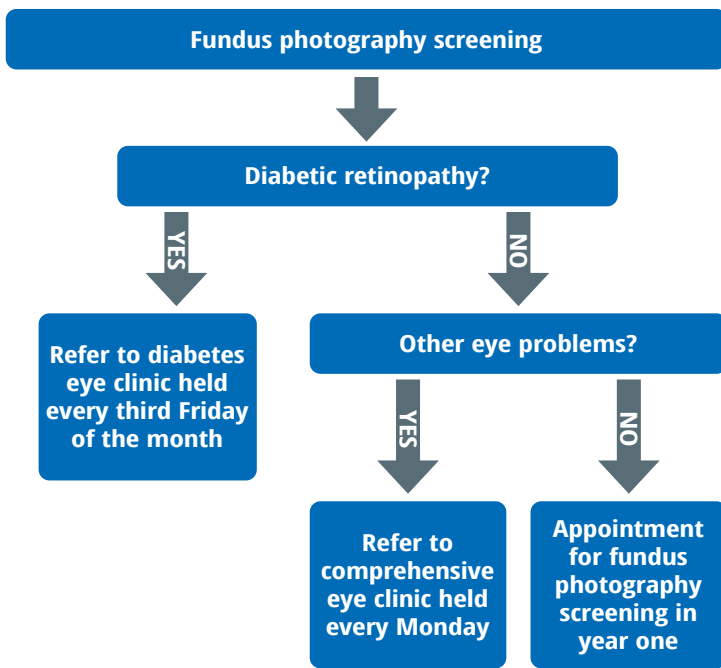 Fundus photography screening
Diabetic retinopathy?
YES
NO
Refer to diabetes
eye clinic held
every third Friday
of the month
Other eye problems?
YES
NO
Refer to
comprehensive
eye clinic held
every Monday
Appointment
for fundus
photography
screening in
year one